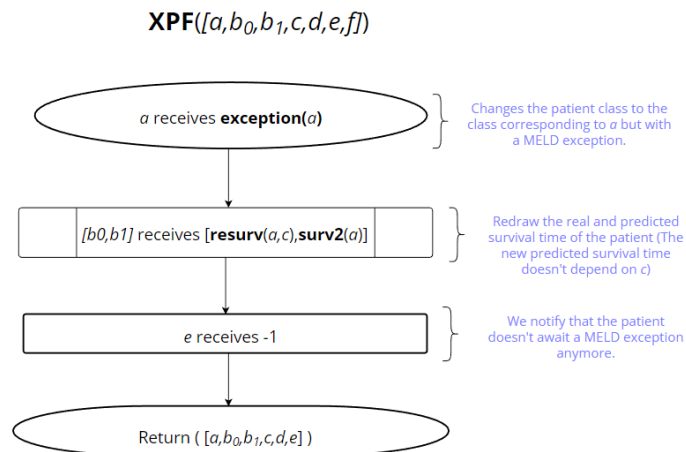 XPF([a,b₀,b₁,c,d,e,f])
a receives exception(a)
Changes the patient class to the
class corresponding to a but with
a MELD exception.
[b0,b1] receives [resurv(a,c),surv2(a)]
Redraw the real and predicted
survival time of the patient (The
new predicted survival time
doesn't depend on c)
e receives -1
We notify that the patient
doesn't await a MELD exception
anymore.
Return ( [a,b₀,b₁,c,d,e] )